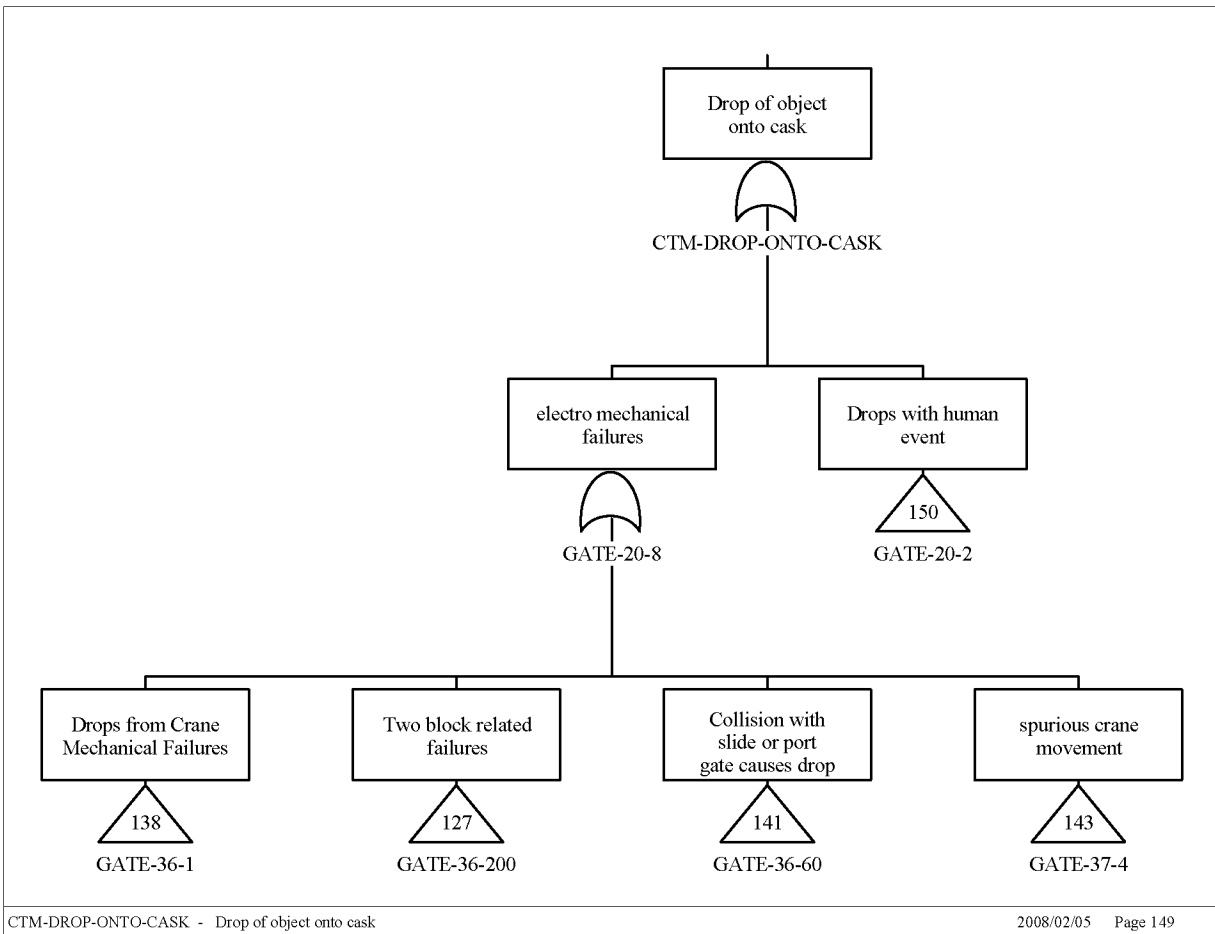 Drop of object
onto cask
CTM-DROP-ONTO-CASK
electro mechanical
failures
GATE-20-8
Drops with human
event
150
GATE-20-2
Drops from Crane
Mechanical Failures
138
GATE-36-1
Two block related
failures
127
GATE-36-200
Collision with
slide or port
gate causes drop
141
GATE-36-60
spurious crane
movement
143
GATE-37-4
CTM-DROP-ONTO-CASK - Drop of object onto cask
2008/02/05 Page 149